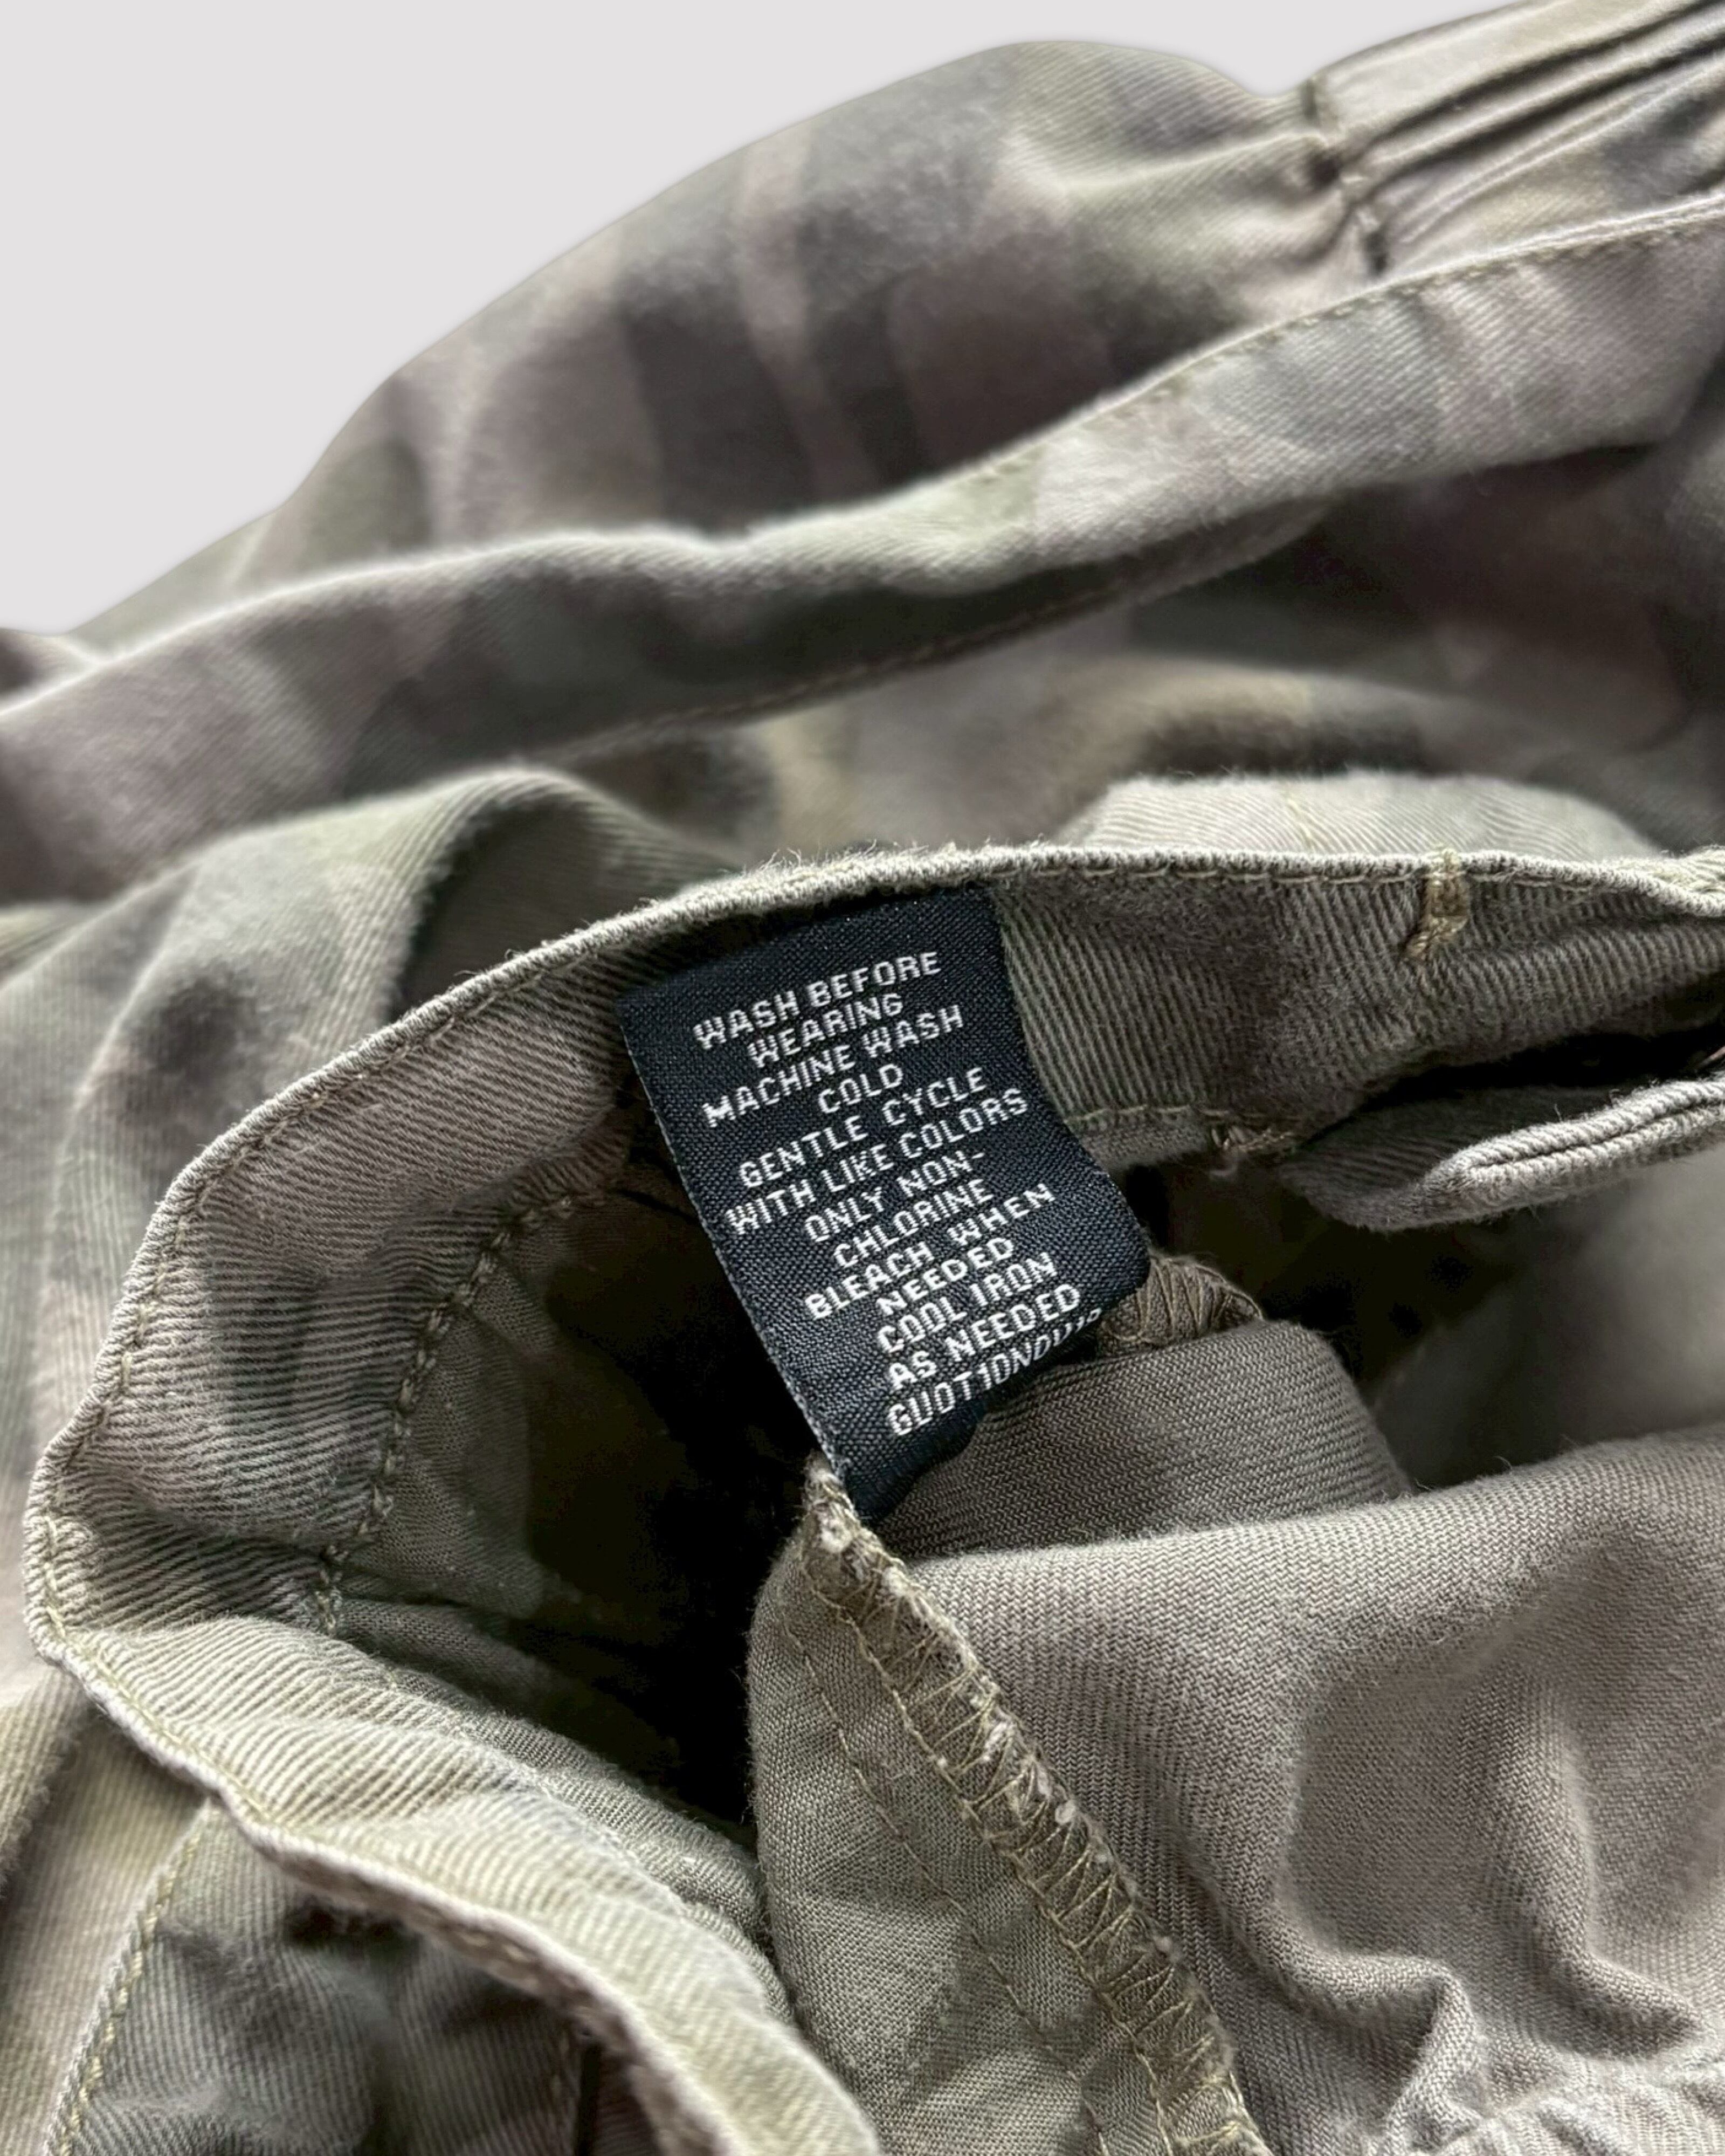 WASH BEFORE
WEARING
MACHINE WASH
COLD
GENTLE CYCLE
WITH LIKE COLORS
ONLY NON-
CHLORINE
BLEACH WHEN
NEEDED
COOL IRON
AS NEEDED